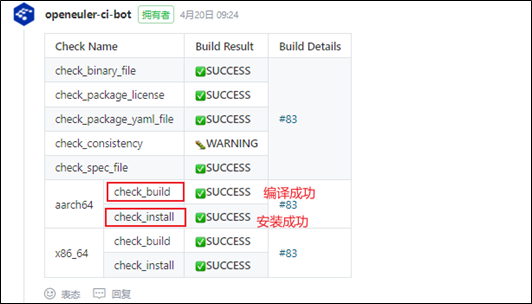 openeuler-ci-bot 拥有者 4月20日 09:24
Check Name Build Result Build Details
check_binary_file SUCCESS
check_package_license SUCCESS
check_package_yaml_file SUCCESS #83
check_consistency WARNING
check_spec_file SUCCESS
aarch64 check_build SUCCESS 编译成功 #83
check_install SUCCESS 安装成功
x86_64 check_build SUCCESS #83
check_install SUCCESS
表态 回复